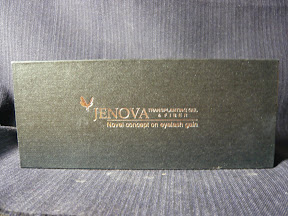 JENOVA TRANSPLANTING GEL
& FIBER
Novel concept on eyelash gain